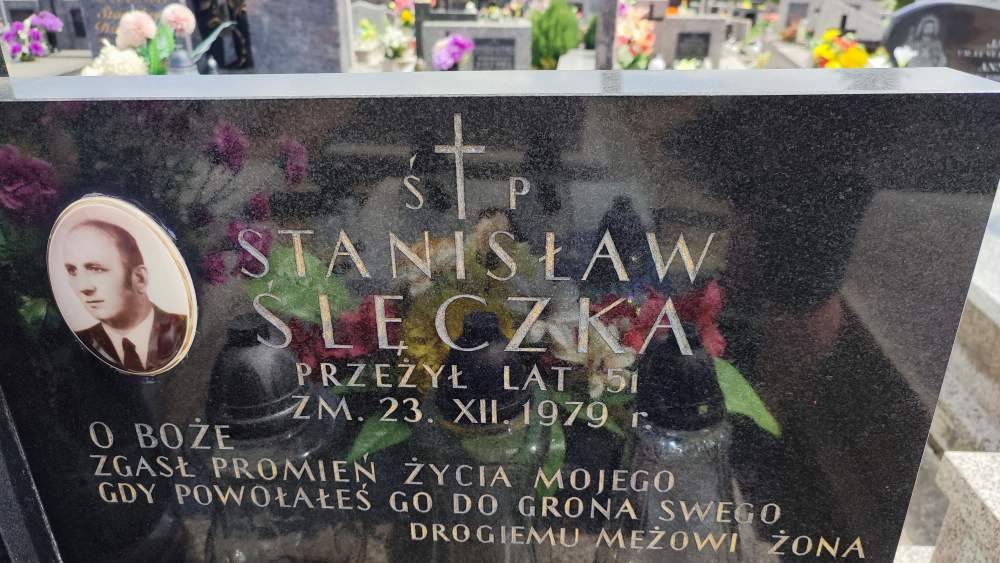 Ś P
STANISŁAW
ŚLĘCZKA
PRZEŻYŁ LAT 51
ZM. 23. XII. 1979 r.
O BOŻE
ZGASŁ PROMIEŃ ŻYCIA MOJEGO
GDY POWOŁAŁEŚ GO DO GRONA SWEGO
DROGIEMU MĘŻOWI ŻONA